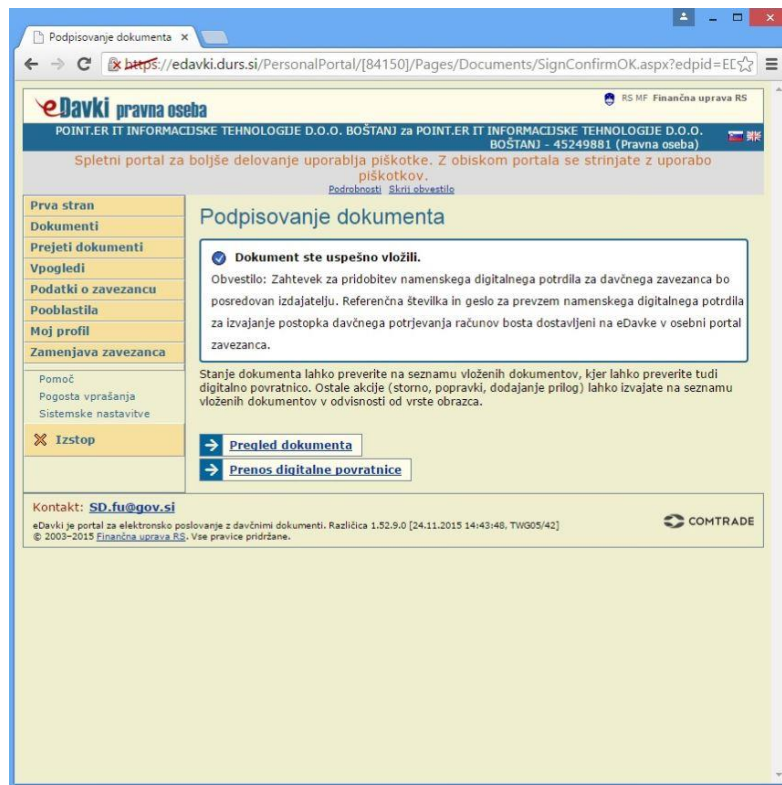 Podpisovanje dokumenta
https://edavki.durs.si/PersonalPortal/[84150]/Pages/Documents/SignConfirmOK.aspx?edpid=EL
eDavki pravna oseba
RS MF Finančna uprava RS
POINT.ER IT INFORMACIJSKE TEHNOLOGIJE D.O.O. BOŠTANJ za POINT.ER IT INFORMACIJSKE TEHNOLOGIJE D.O.O.
BOŠTANJ - 45249881 (Pravna oseba)
Spletni portal za boljše delovanje uporablja piškotke. Z obiskom portala se strinjate z uporabo
piškotkov.
Podrobnosti Skrij obvestilo
Prva stran
Dokumenti
Prejeti dokumenti
Vpogledi
Podatki o zavezancu
Pooblastila
Moj profil
Zamenjava zavezanca
Pomoč
Pogosta vprašanja
Sistemske nastavitve
Izstop
Podpisovanje dokumenta
Dokument ste uspešno vložili.
Obvestilo: Zahtevek za pridobitev namenskega digitalnega potrdila za davčnega zavezanca bo
posredovan izdajatelju. Referenčna številka in geslo za prevzem namenskega digitalnega potrdila
za izvajanje postopka davčnega potrjevanja računov bosta dostavljeni na eDavke v osebni portal
zavezanca.
Stanje dokumenta lahko preverite na seznamu vloženih dokumentov, kjer lahko preverite tudi
digitalno povratnico. Ostale akcije (storno, popravki, dodajanje prilog) lahko izvajate na seznamu
vloženih dokumentov v odvisnosti od vrste obrazca.
Pregled dokumenta
Prenos digitalne povratnice
Kontakt: SD.fu@gov.si
eDavki je portal za elektronsko poslovanje z davčnimi dokumenti. Različica 1.52.9.0 [24.11.2015 14:43:48, TWG05/42]
© 2003-2015 Finančna uprava RS. Vse pravice pridržane.
COMTRADE